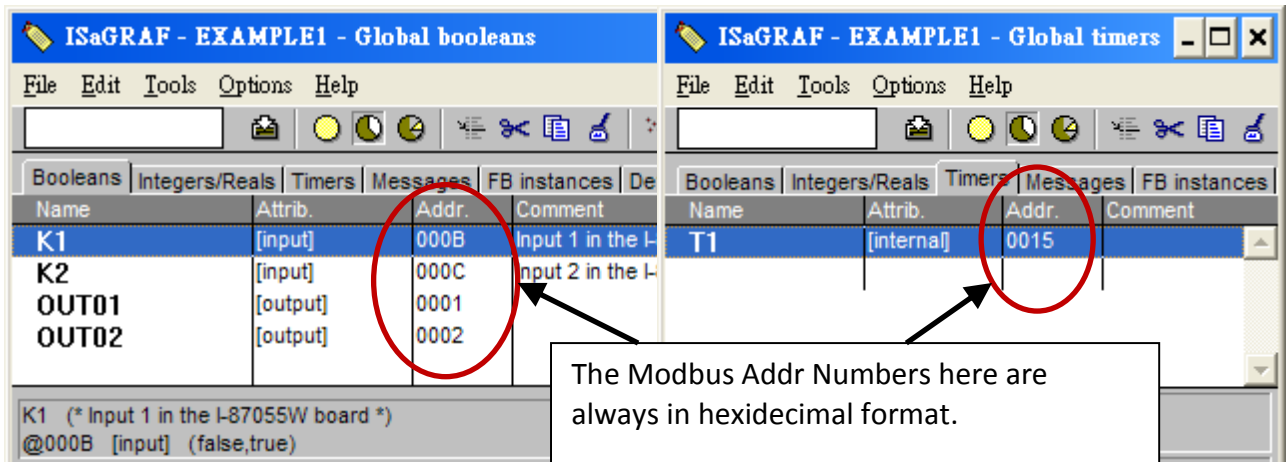 ISaGRAF - EXAMPLE1 - Global booleans
File Edit Tools Options Help
Booleans Integers/Reals Timers Messages FB instances De
Name Attrib. Addr. Comment
K1 [input] 000B Input 1 in the I-
K2 [input] 000C Input 2 in the I-
OUT01 [output] 0001
OUT02 [output] 0002
K1 (* Input 1 in the I-87055W board *)
@000B [input] (false,true)
ISaGRAF - EXAMPLE1 - Global timers
File Edit Tools Options Help
Booleans Integers/Reals Timers Messages FB instances
Name Attrib. Addr. Comment
T1 [internal] 0015
The Modbus Addr Numbers here are
always in hexidecimal format.